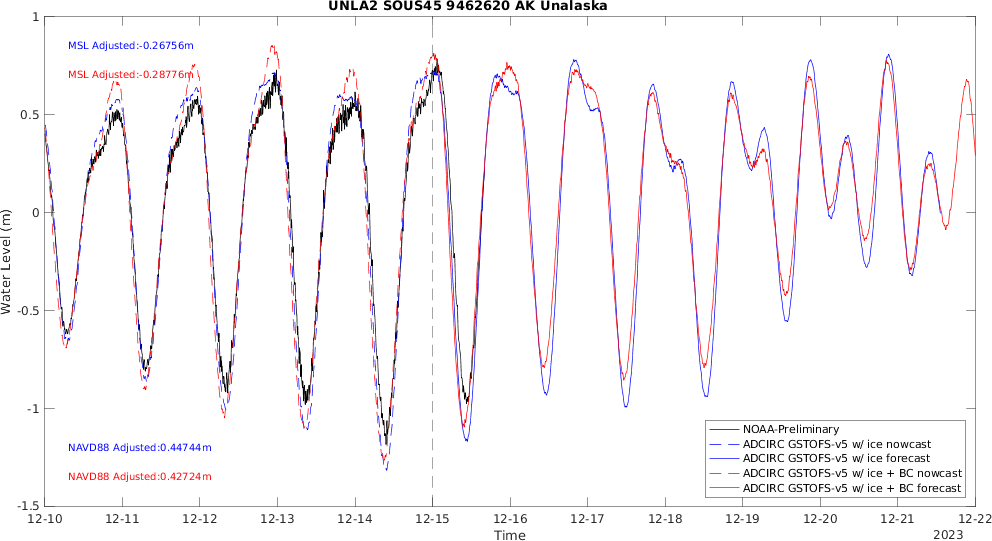 UNLA2 SOUS45 9462620 AK Unalaska
MSL Adjusted:-0.26756m
MSL Adjusted:-0.28776m
1
0.5
0
-0.5
-1
-1.5
Water Level (m)
NAVD88 Adjusted:0.44744m
NAVD88 Adjusted:0.42724m
NOAA-Preliminary
ADCIRC GSTOFS-v5 w/ ice nowcast
ADCIRC GSTOFS-v5 w/ ice forecast
ADCIRC GSTOFS-v5 w/ ice + BC nowcast
ADCIRC GSTOFS-v5 w/ ice + BC forecast
12-10 12-11 12-12 12-13 12-14 12-15 12-16 12-17 12-18 12-19 12-20 12-21 12-22
Time
2023